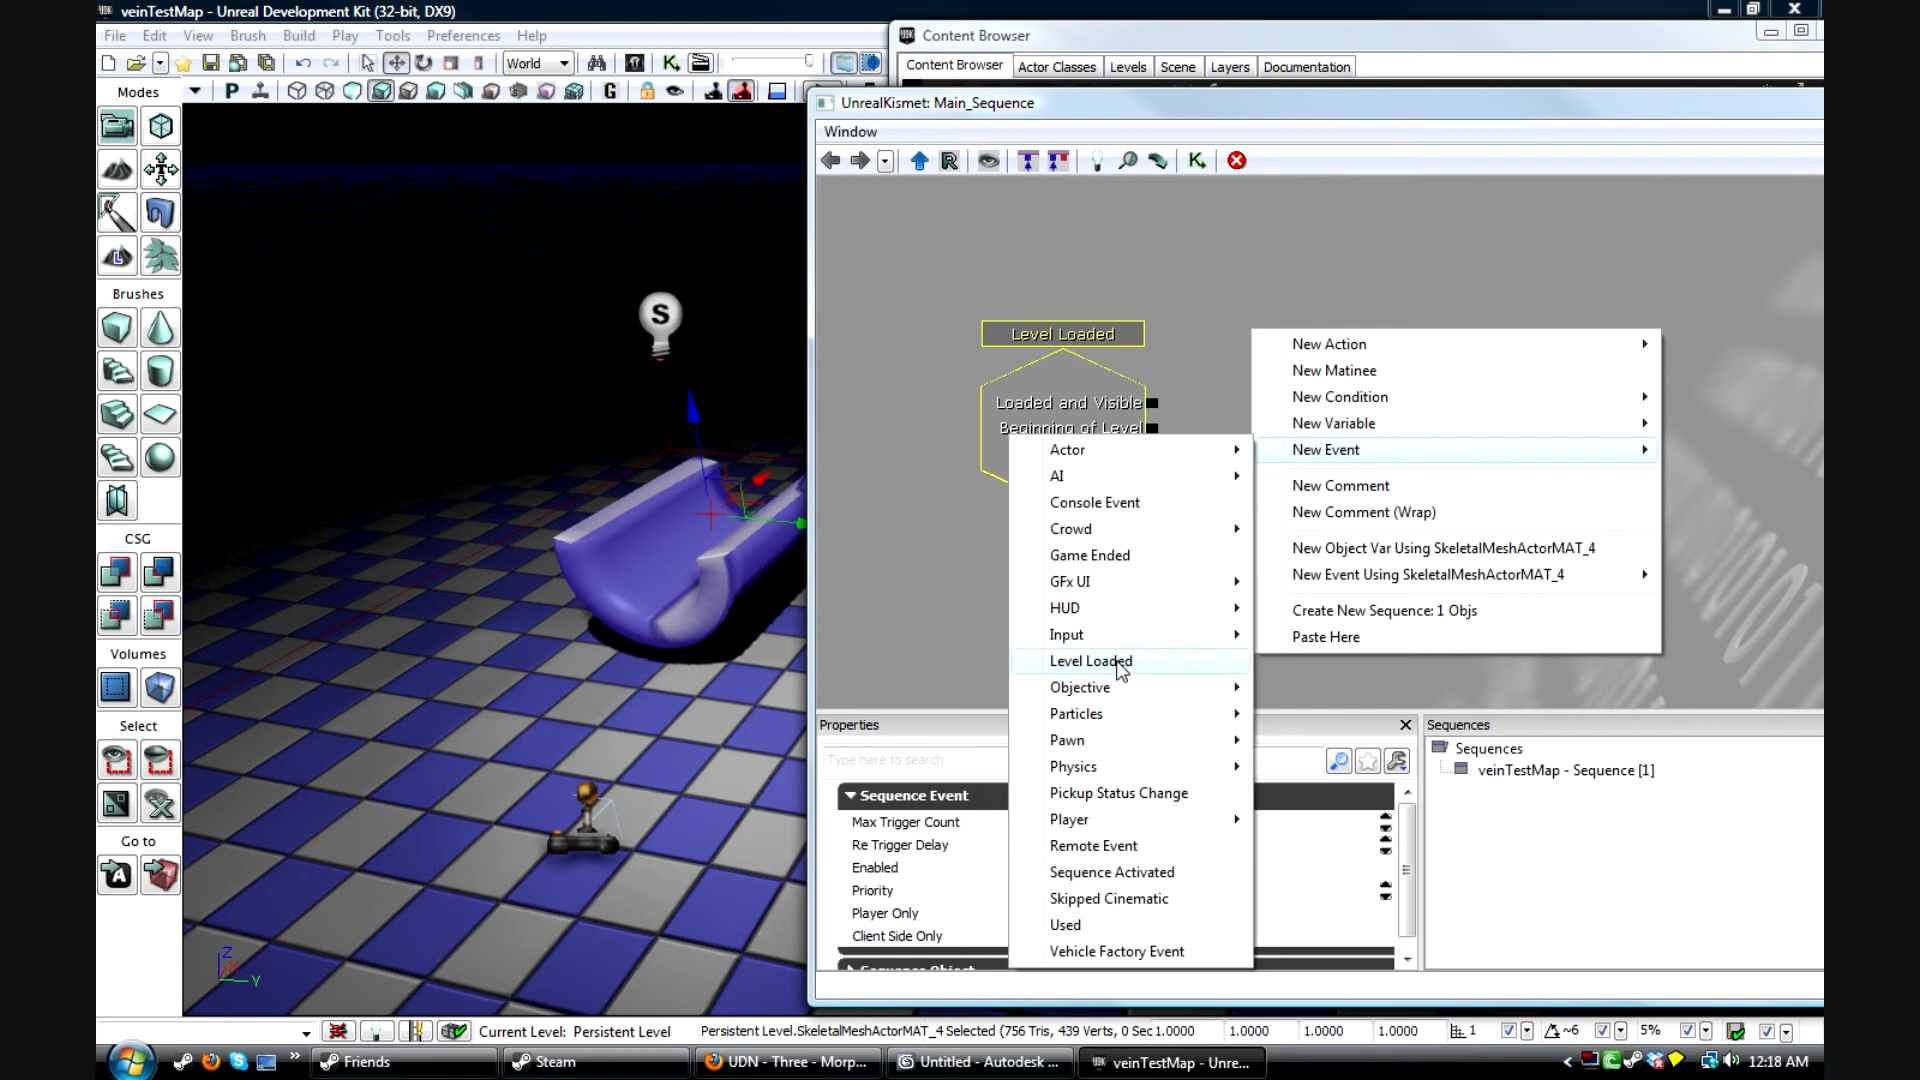 veinTestMap - Unreal Development Kit (32-bit, DX9)
File Edit View Brush Build Play Tools Preferences Help
World
Modes
P
G
S
Brushes
CSG
Volumes
Select
Go to
Content Browser
Content Browser Actor Classes Levels Scene Layers Documentation
UnrealKismet: Main_Sequence
Window
R
K
Level Loaded
Loaded and Visible
Beginning of Level
New Action
New Matinee
New Condition
New Variable
New Event
New Comment
New Comment (Wrap)
New Object Var Using SkeletalMeshActorMAT_4
New Event Using SkeletalMeshActorMAT_4
Create New Sequence: 1 Objs
Paste Here
Actor
AI
Console Event
Crowd
Game Ended
GFx UI
HUD
Input
Level Loaded
Objective
Particles
Pawn
Physics
Pickup Status Change
Player
Remote Event
Sequence Activated
Skipped Cinematic
Used
Vehicle Factory Event
Properties
Type here to search
Sequence Event
Max Trigger Count
Re Trigger Delay
Enabled
Priority
Player Only
Client Side Only
Sequence Object
Sequences
Sequences
veinTestMap - Sequence [1]
Z
X
Y
Current Level: Persistent Level
Persistent Level.SkeletalMeshActorMAT_4 Selected (756 Tris, 439 Verts, 0 Sec 1.0000 1.0000 1.0000 1.0000 1 ~6 5%
Friends
Steam
UDN - Three - Morp...
Untitled - Autodesk ...
veinTestMap - Unre...
12:18 AM